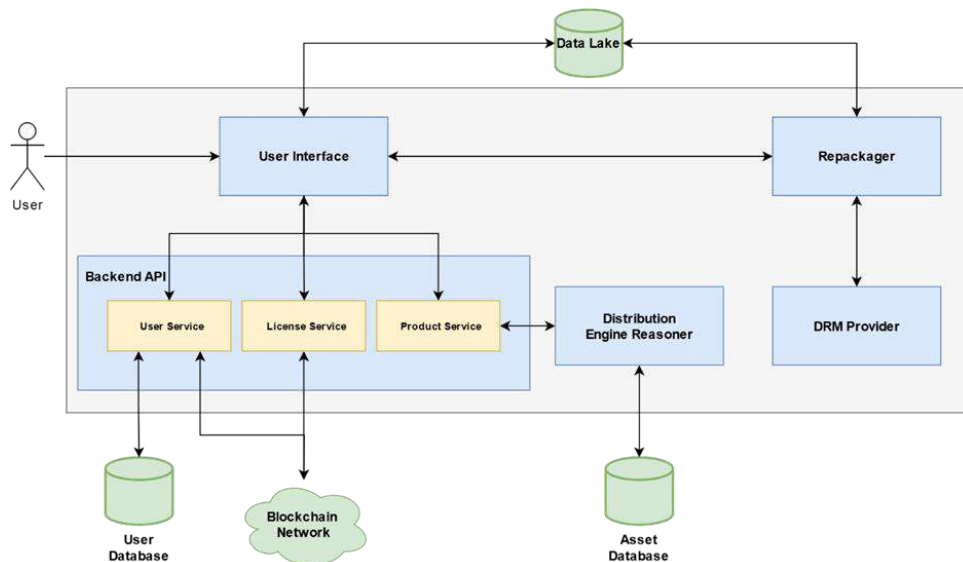 Data Lake
User Interface
Repackager
User
Backend API
User Service
License Service
Product Service
Distribution
Engine Reasoner
DRM Provider
User
Database
Blockchain
Network
Asset
Database